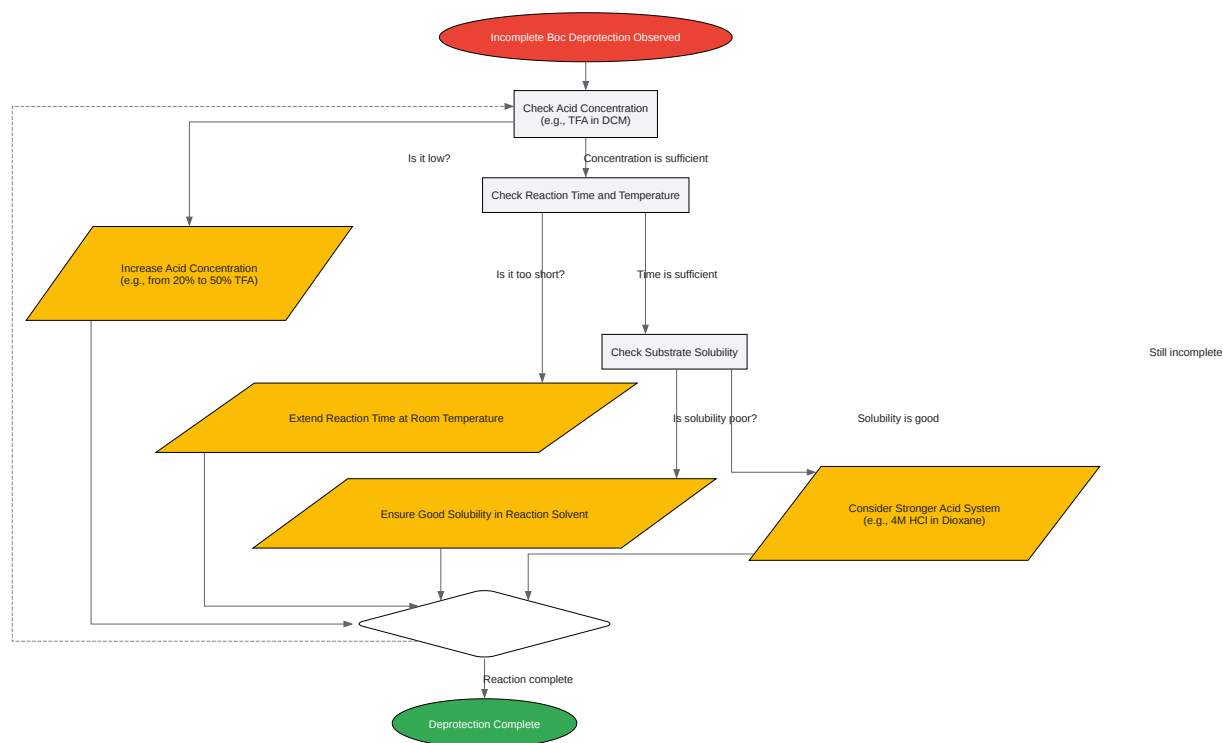 Incomplete Boc Deprotection Observed
Check Acid Concentration
(e.g., TFA in DCM)
Is it low?
Concentration is sufficient
Check Reaction Time and Temperature
Increase Acid Concentration
(e.g., from 20% to 50% TFA)
Is it too short?
Time is sufficient
Check Substrate Solubility
Still incomplete
Extend Reaction Time at Room Temperature
Is solubility poor?
Solubility is good
Ensure Good Solubility in Reaction Solvent
Consider Stronger Acid System
(e.g., 4M HCl in Dioxane)
Reaction complete
Deprotection Complete